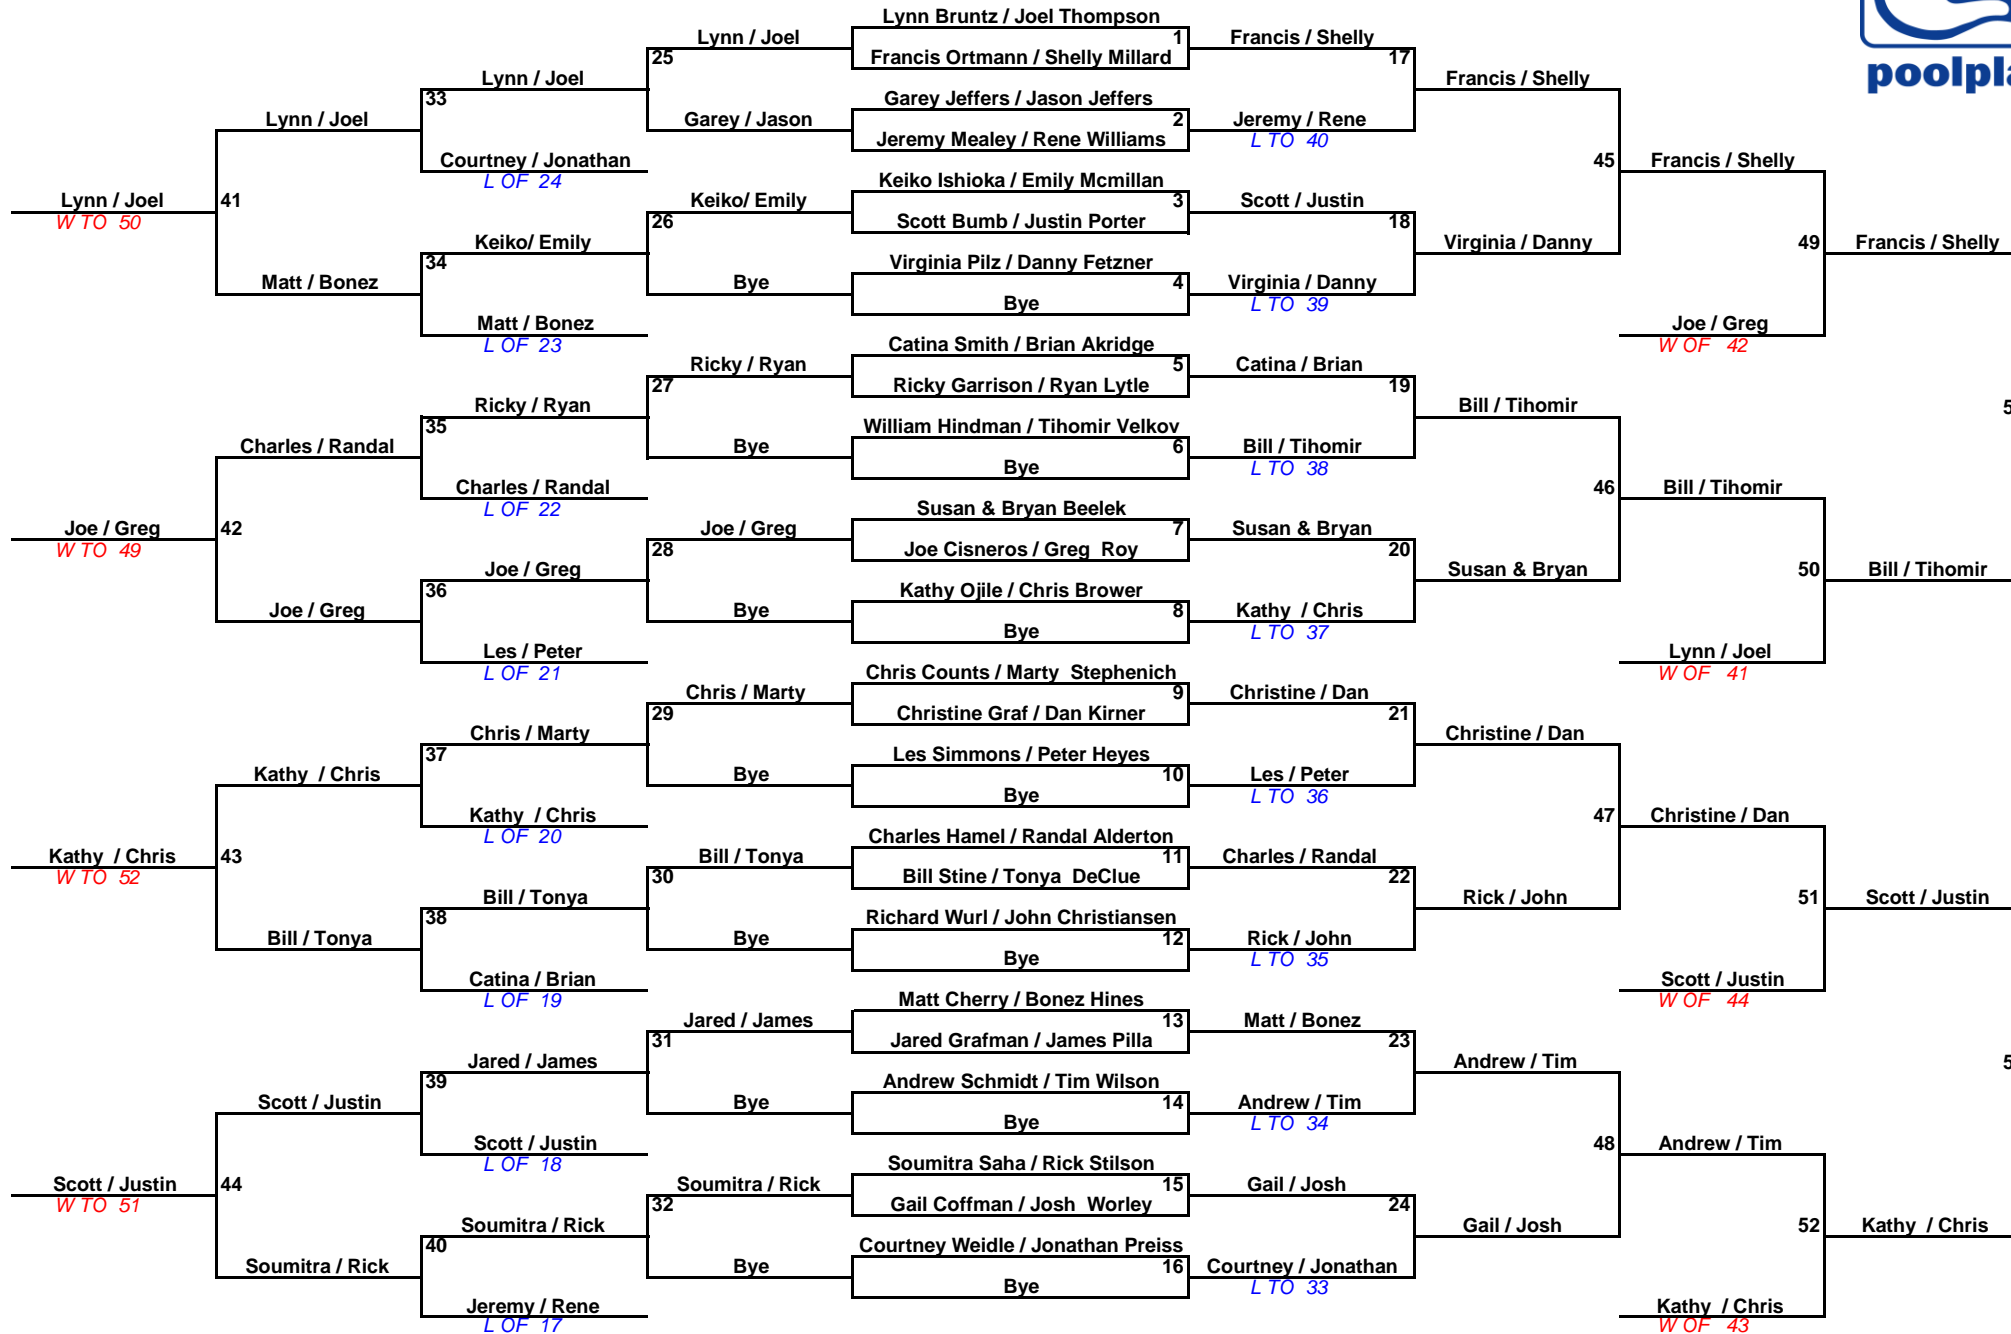 Lynn Bruntz / Joel Thompson
Lynn / Joel 1 Francis / Shelly
25 Francis Ortmann / Shelly Millard 17
Lynn / Joel Francis / Shelly
33 Garey Jeffers / Jason Jeffers
Lynn / Joel Garey / Jason 2 Jeremy / Rene
Jeremy Mealey / Rene Williams L TO 40
Courtney / Jonathan 45 Francis / Shelly
L OF 24 Keiko Ishioka / Emily Mcmillan
Lynn / Joel 41 Keiko/ Emily 3 Scott / Justin
W TO 50 26 Scott Bumb / Justin Porter 18
Keiko/ Emily Virginia / Danny 49 Francis / Shelly
34 Virginia Pilz / Danny Fetzner
Matt / Bonez Bye 4 Virginia / Danny
Bye L TO 39
Matt / Bonez Joe / Greg
L OF 23 Catina Smith / Brian Akridge W OF 42
Ricky / Ryan 5 Catina / Brian
27 Ricky Garrison / Ryan Lytle 19
Ricky / Ryan Bill / Tihomir 5
35 William Hindman / Tihomir Velkov
Charles / Randal Bye 6 Bill / Tihomir
Bye L TO 38
Charles / Randal 46 Bill / Tihomir
L OF 22 Susan & Bryan Beelek
Joe / Greg 42 Joe / Greg 7 Susan & Bryan
W TO 49 28 Joe Cisneros / Greg Roy 20
Joe / Greg Susan & Bryan 50 Bill / Tihomir
36 Kathy Ojile / Chris Brower
Joe / Greg Bye 8 Kathy / Chris
Bye L TO 37
Les / Peter Lynn / Joel
L OF 21 Chris Counts / Marty Stephenich W OF 41
Chris / Marty 9 Christine / Dan
29 Christine Graf / Dan Kirner 21
Chris / Marty Christine / Dan
37 Les Simmons / Peter Heyes
Kathy / Chris Bye 10 Les / Peter
Bye L TO 36
Kathy / Chris 47 Christine / Dan
L OF 20 Charles Hamel / Randal Alderton
Kathy / Chris 43 Bill / Tonya 11 Charles / Randal
W TO 52 30 Bill Stine / Tonya DeClue 22
Bill / Tonya Rick / John 51 Scott / Justin
38 Richard Wurl / John Christiansen
Bill / Tonya Bye 12 Rick / John
Bye L TO 35
Catina / Brian Scott / Justin
L OF 19 Matt Cherry / Bonez Hines W OF 44
Jared / James 13 Matt / Bonez
31 Jared Grafman / James Pilla 23
Jared / James Andrew / Tim 5
39 Andrew Schmidt / Tim Wilson
Scott / Justin Bye 14 Andrew / Tim
Bye L TO 34
Scott / Justin 48 Andrew / Tim
L OF 18 Soumitra Saha / Rick Stilson
Scott / Justin 44 Soumitra / Rick 15 Gail / Josh
W TO 51 32 Gail Coffman / Josh Worley 24
Soumitra / Rick Gail / Josh 52 Kathy / Chris
40 Courtney Weidle / Jonathan Preiss
Soumitra / Rick Bye 16 Courtney / Jonathan
Bye L TO 33
Jeremy / Rene Kathy / Chris
L OF 17 W OF 43